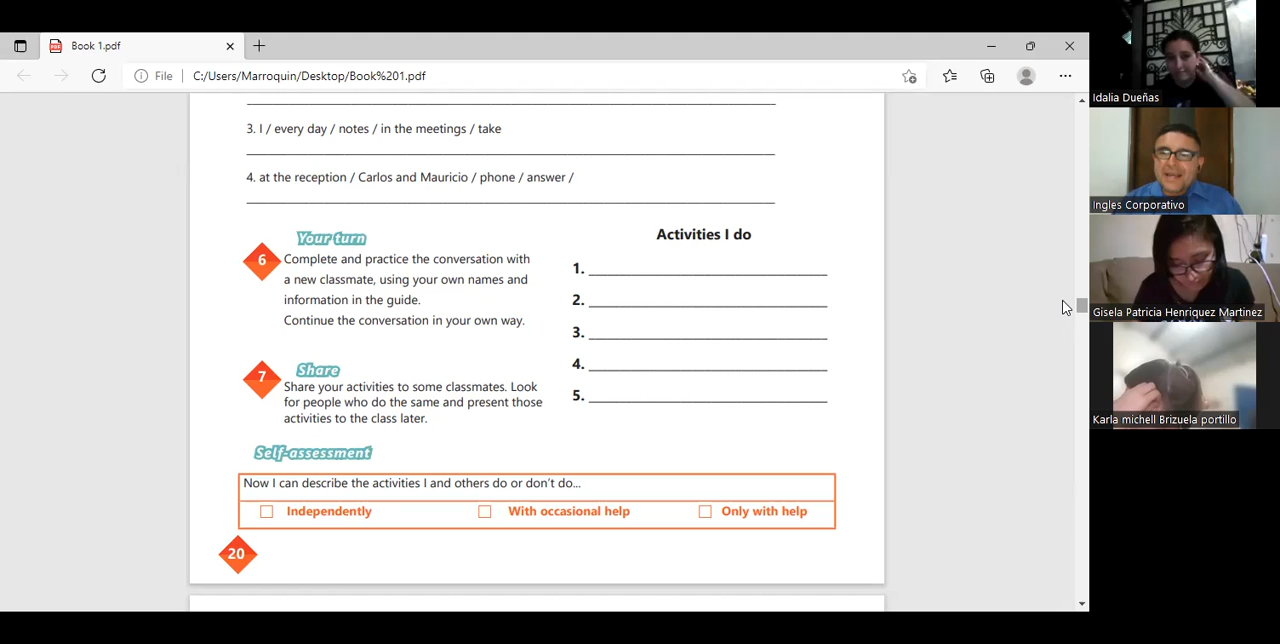 Book 1.pdf
File
C:/Users/Marroquin/Desktop/Book%201.pdf
3. I / every day / notes / in the meetings / take
4. at the reception / Carlos and Mauricio / phone / answer /
Your turn
6
Complete and practice the conversation with
a new classmate, using your own names and
information in the guide.
Continue the conversation in your own way.
7
Share
Share your activities to some classmates. Look
for people who do the same and present those
activities to the class later.
Activities I do
1.
2.
3.
4.
5.
Self-assessment
Now I can describe the activities I and others do or don't do...
Independently
With occasional help
Only with help
20
Idalia Dueñas
Ingles Corporativo
Gisela Patricia Henriquez Martinez
Karla michell Brizuela portillo